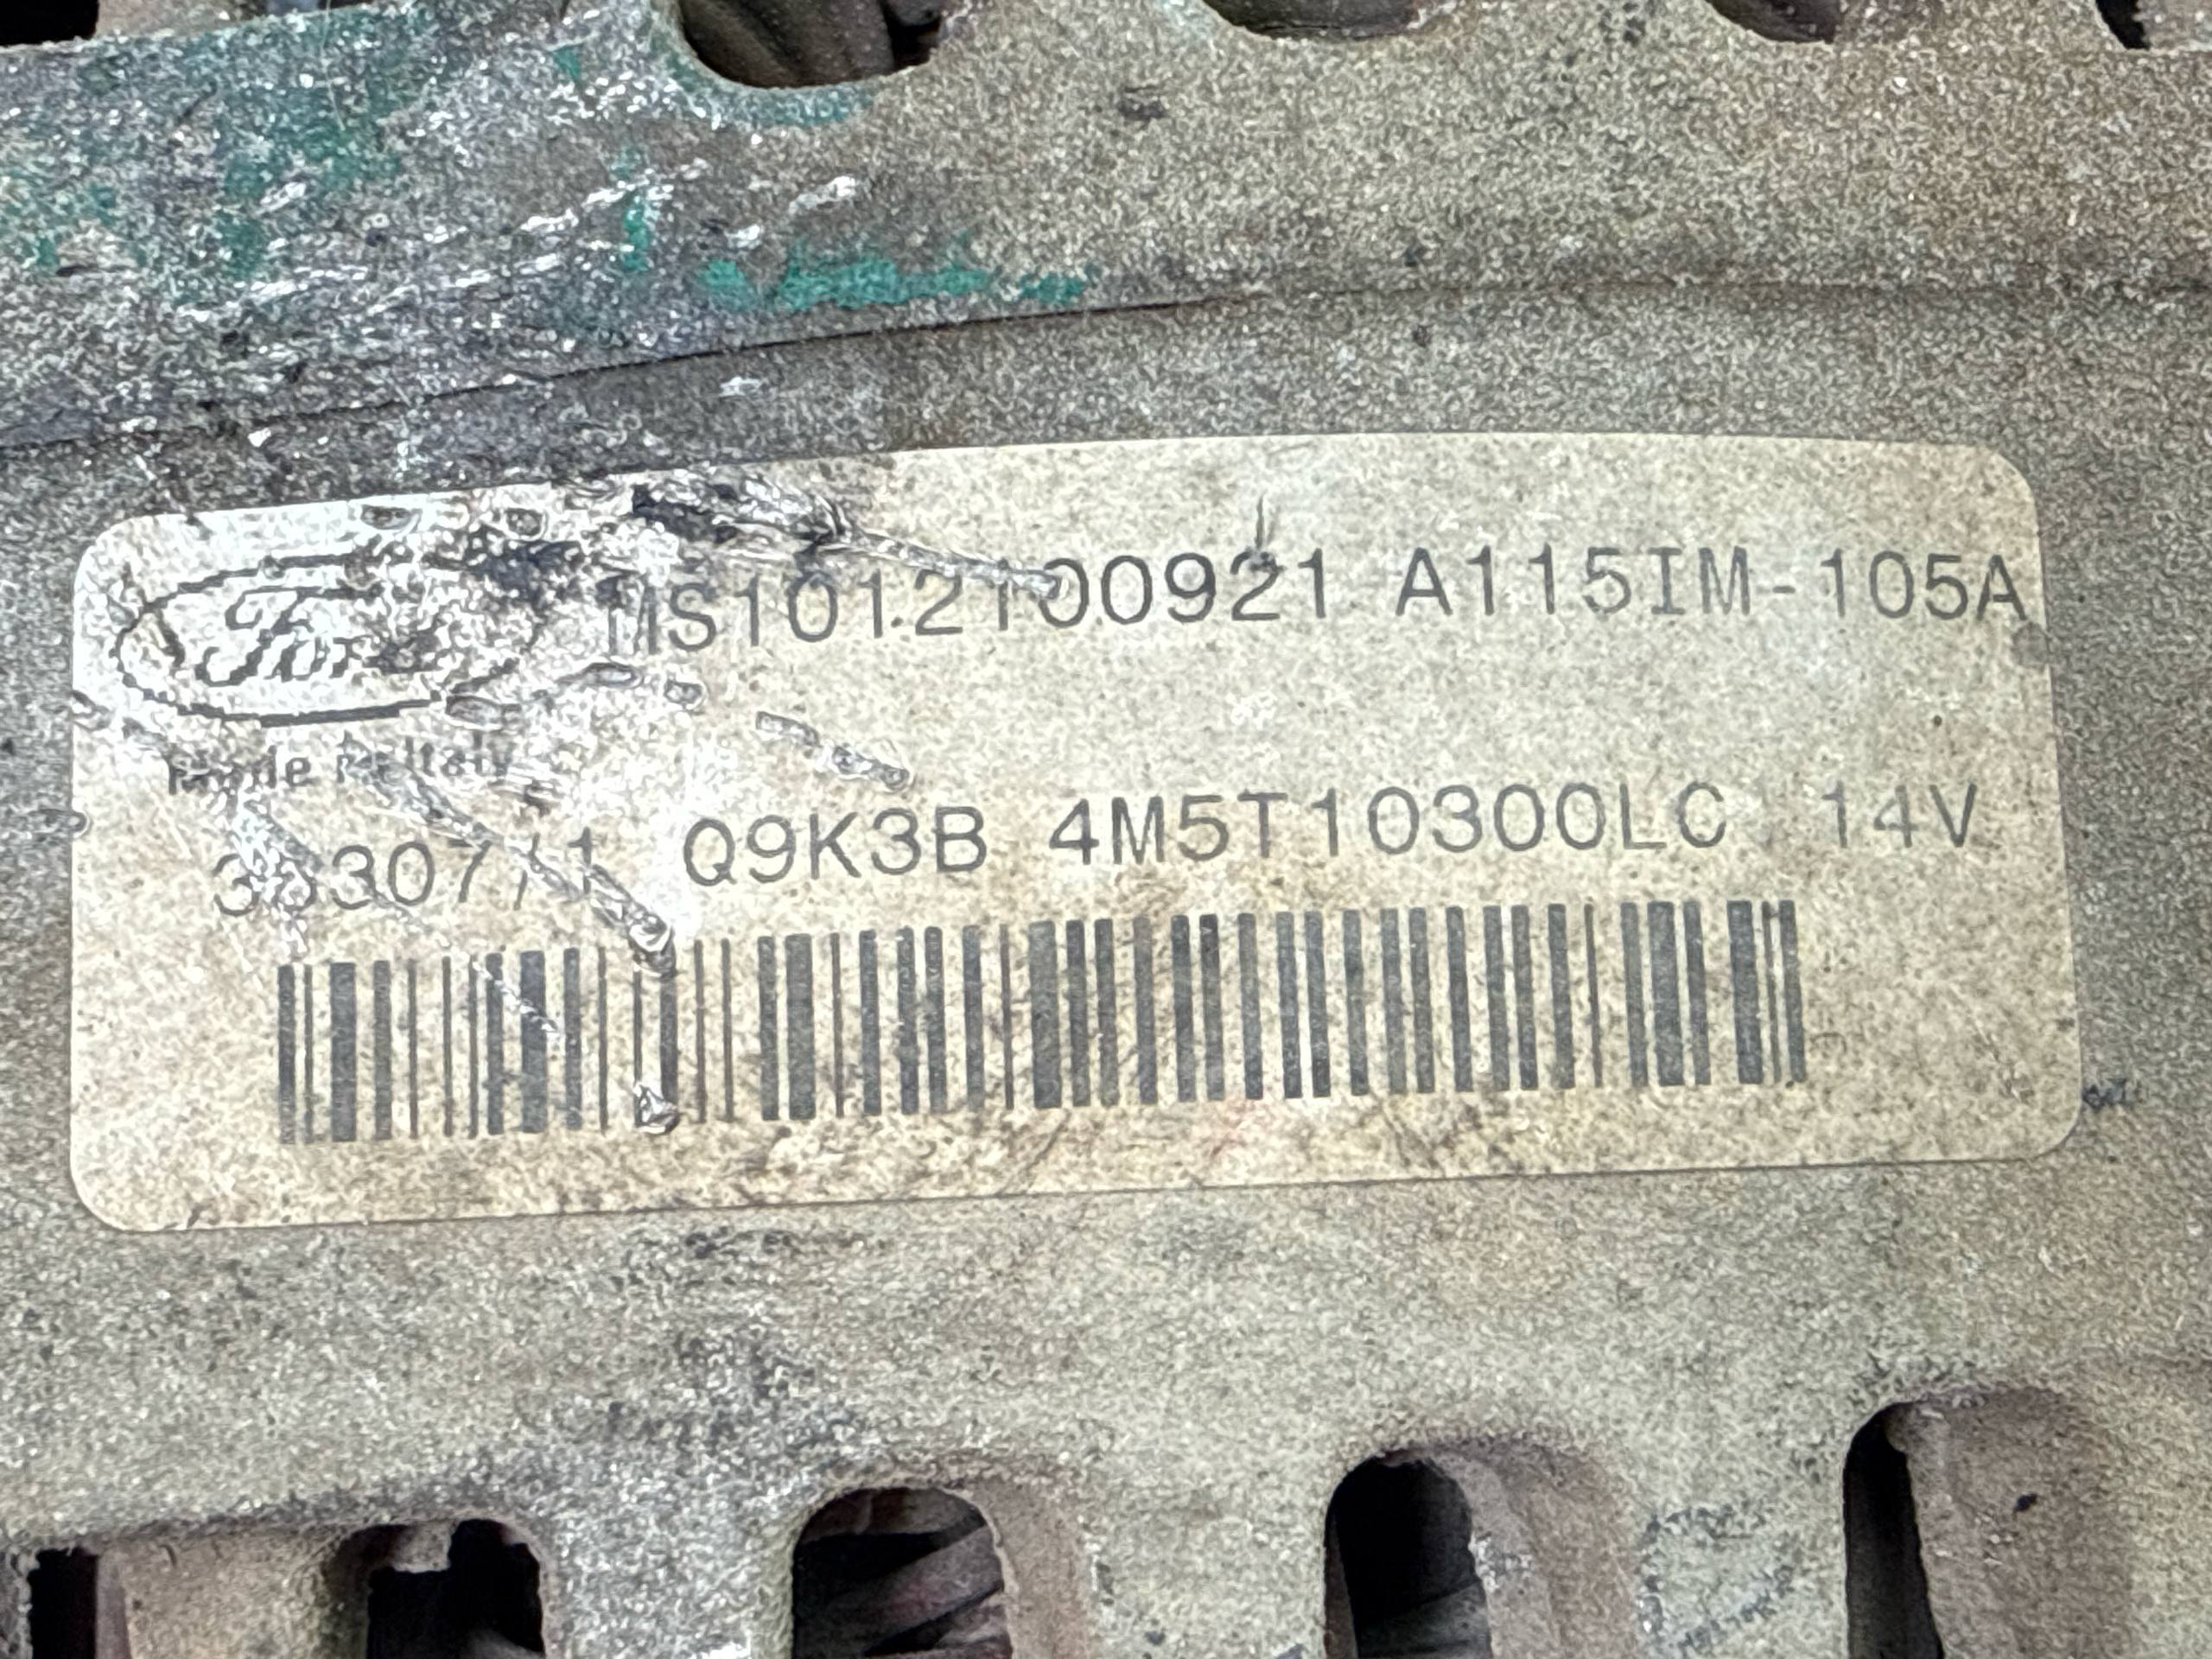 Ford
MS1012100921 A115IM-105A
Made in Italy
Q9K3B 4M5T10300LC 14V